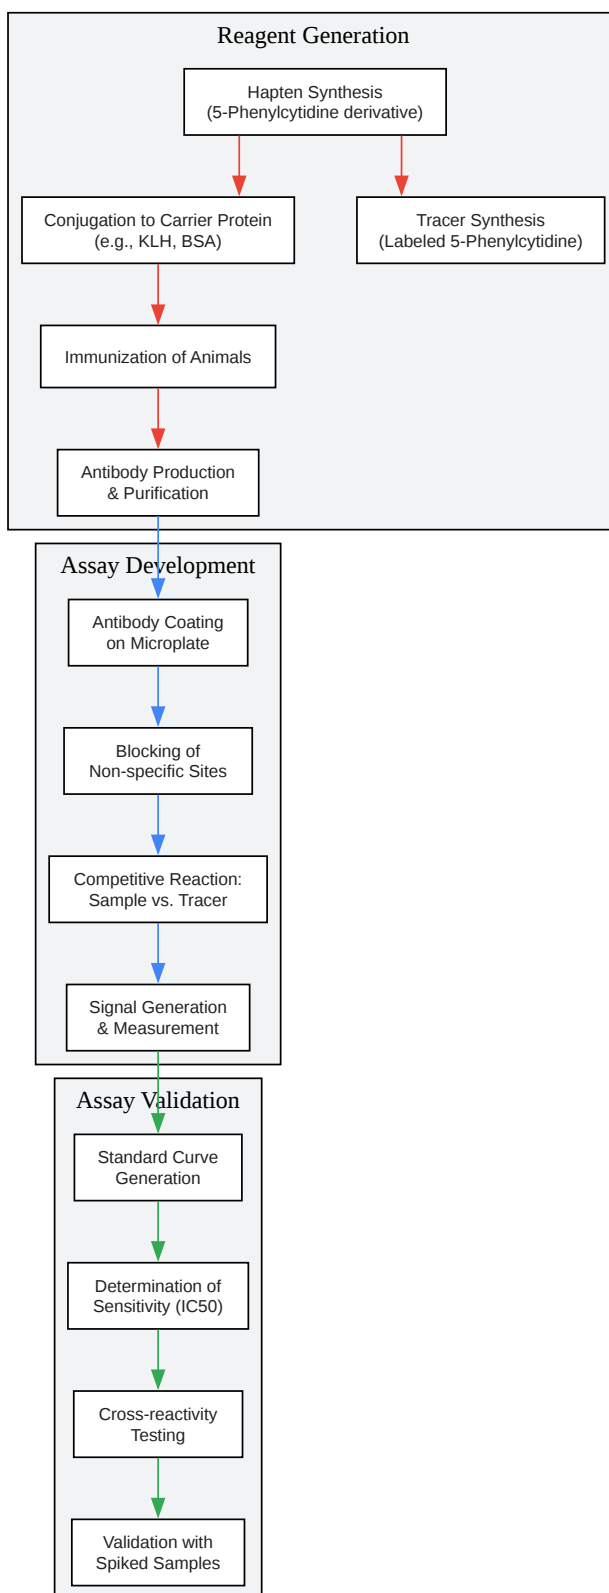 Reagent Generation
Hapten Synthesis
(5-Phenylcytidine derivative)
Conjugation to Carrier Protein
(e.g., KLH, BSA)
Tracer Synthesis
(Labeled 5-Phenylcytidine)
Immunization of Animals
Antibody Production
& Purification
Assay Development
Antibody Coating
on Microplate
Blocking of
Non-specific Sites
Competitive Reaction:
Sample vs. Tracer
Signal Generation
& Measurement
Assay Validation
Standard Curve
Generation
Determination of
Sensitivity (IC50)
Cross-reactivity
Testing
Validation with
Spiked Samples